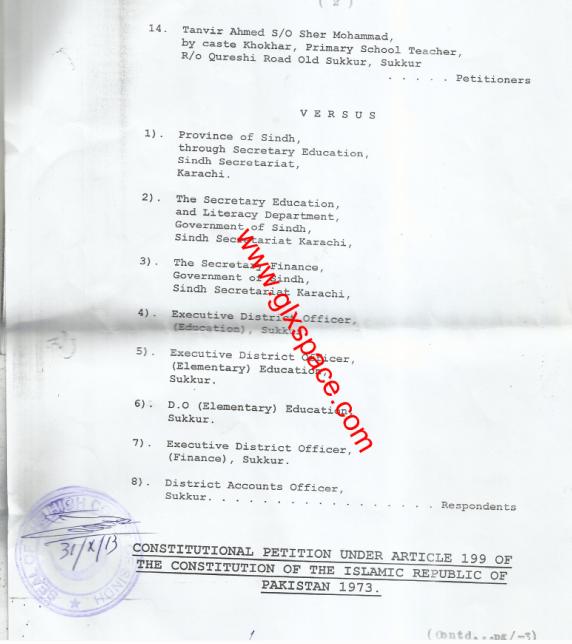 ( 2 )
14. Tanvir Ahmed S/O Sher Mohammad,
by caste Khokhar, Primary School Teacher,
R/o Qureshi Road Old Sukkur, Sukkur
. . . . . Petitioners
V E R S U S
1). Province of Sindh,
through Secretary Education,
Sindh Secretariat,
Karachi.
2). The Secretary Education,
and Literacy Department,
Government of Sindh,
Sindh Secretariat Karachi,
3). The Secretary Finance,
Government of Sindh,
Sindh Secretariat Karachi,
4). Executive District Officer,
(Education), Sukkur.
5). Executive District Officer,
(Elementary) Education
Sukkur.
6). D.O (Elementary) Education
Sukkur.
7). Executive District Officer,
(Finance), Sukkur.
8). District Accounts Officer,
Sukkur. . . . . . . . . . . . . . . . . . Respondents
www.glxspace.com
31/X/13
CONSTITUTIONAL PETITION UNDER ARTICLE 199 OF
THE CONSTITUTION OF THE ISLAMIC REPUBLIC OF
PAKISTAN 1973.
(Contd...pg/-3)